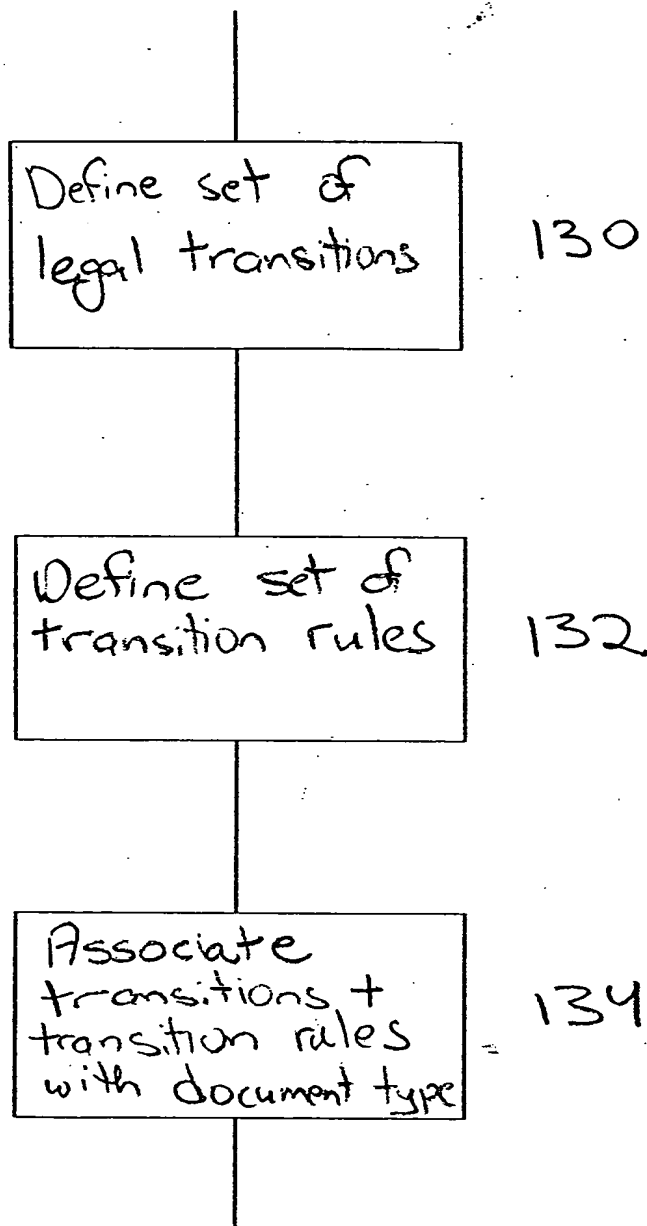 Define set of
legal transitions
130
Define set of
transition rules
132
Associate
transitions +
transition rules
with document type
134